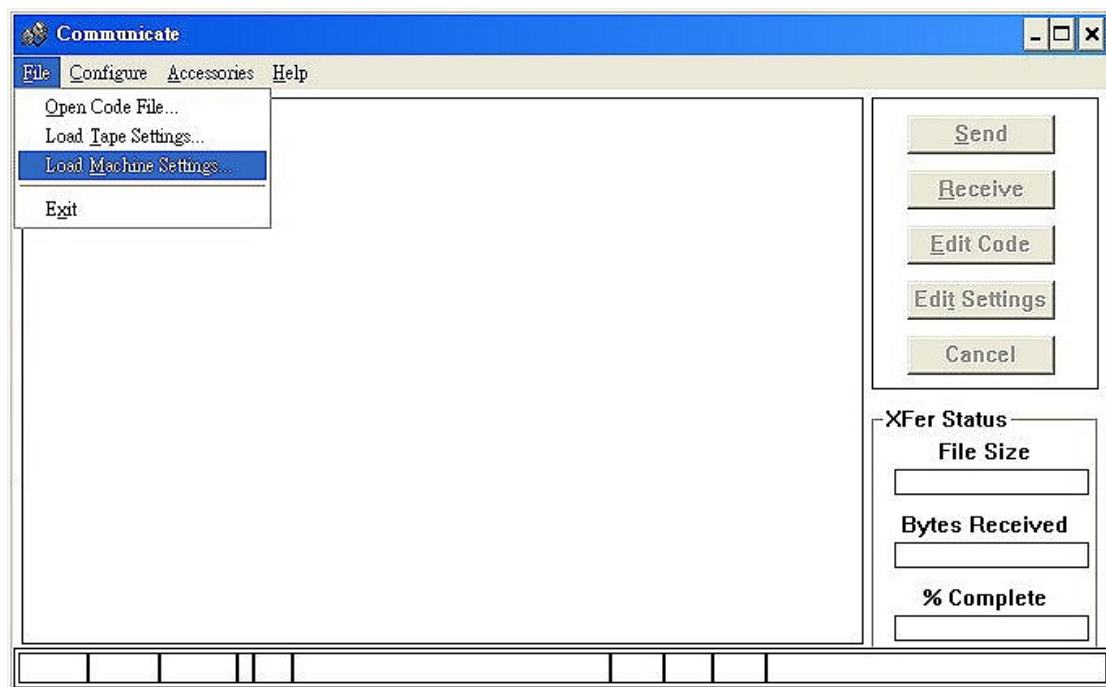 Communicate
File Configure Accessories Help
Open Code File...
Load Tape Settings...
Load Machine Settings...
Exit
Send
Receive
Edit Code
Edit Settings
Cancel
XFer Status
File Size
Bytes Received
% Complete